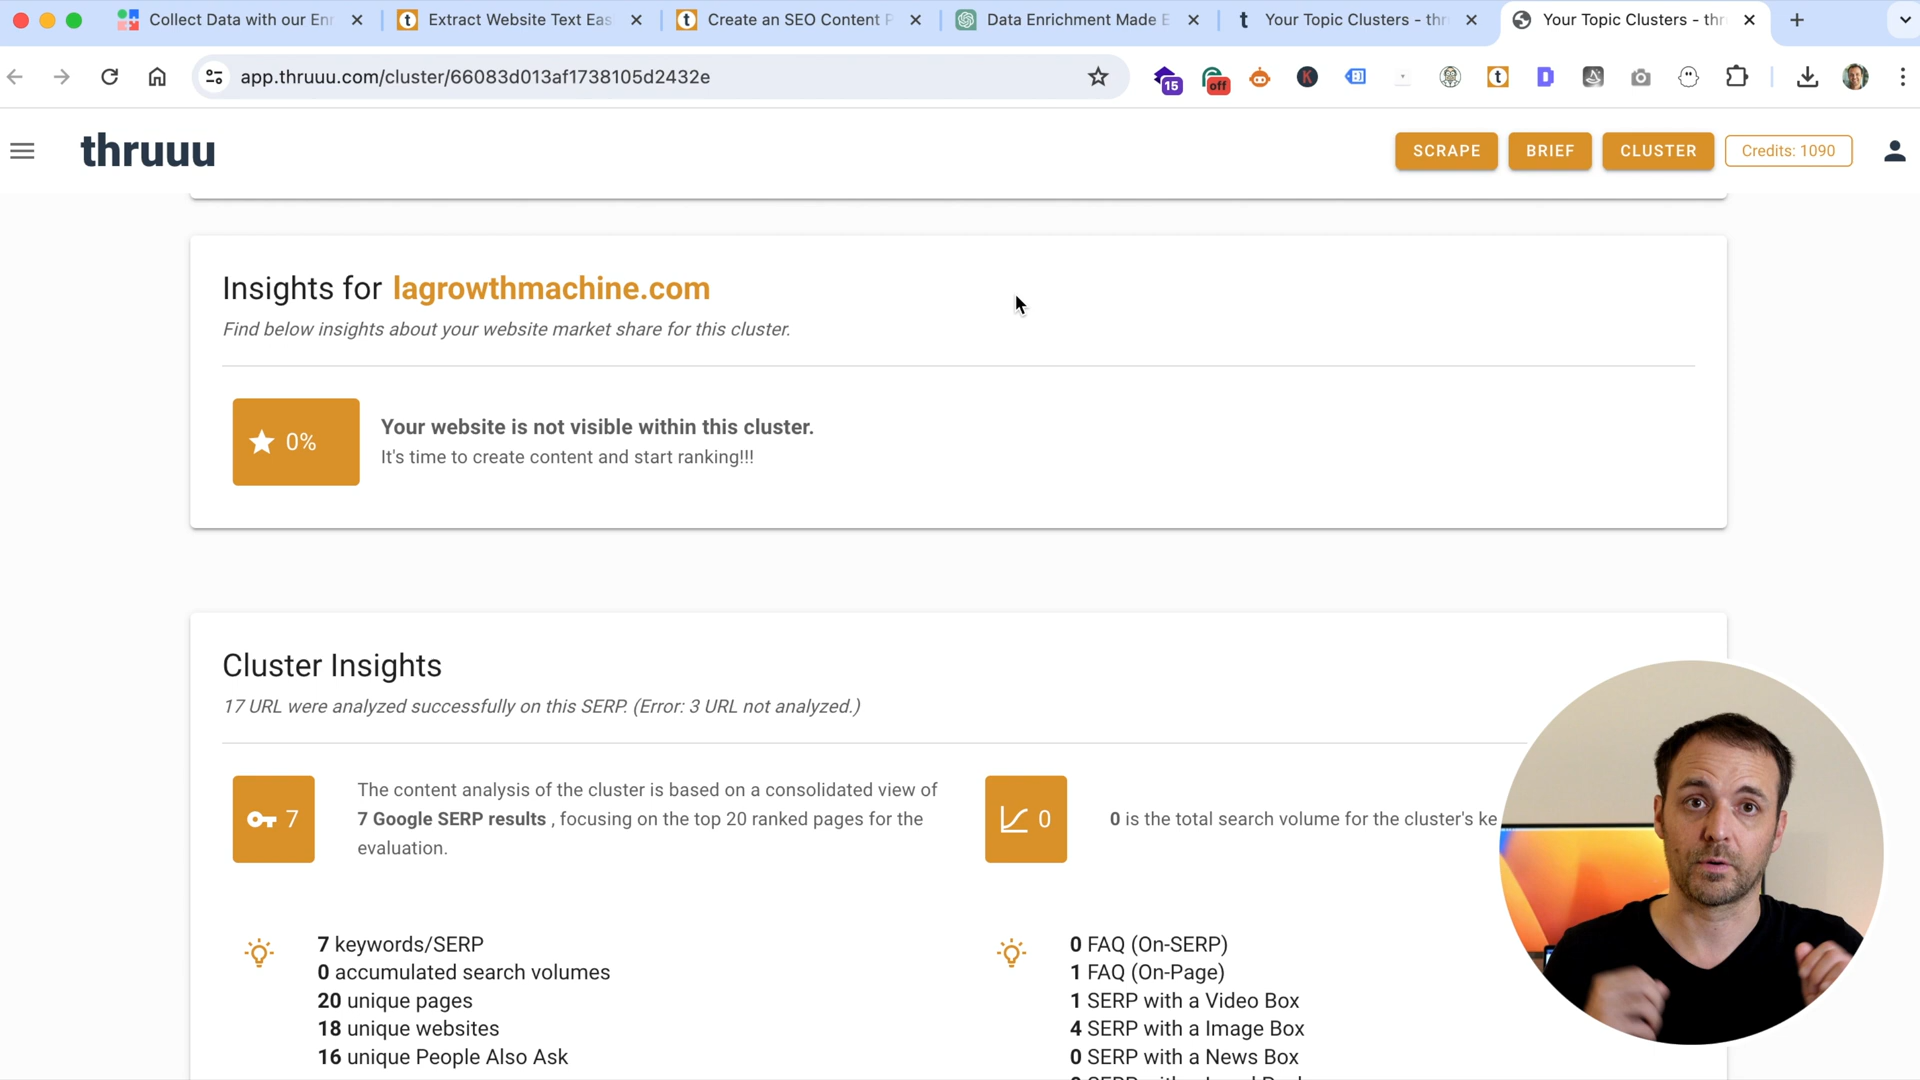 Collect Data with our Enr
Extract Website Text Eas
Create an SEO Content P
Data Enrichment Made E
Your Topic Clusters - thr
Your Topic Clusters - thr
app.thruuu.com/cluster/66083d013af1738105d2432e
15
off
thruuu
SCRAPE
BRIEF
CLUSTER
Credits: 1090
Insights for lagrowthmachine.com
Find below insights about your website market share for this cluster.
0%
Your website is not visible within this cluster.
It's time to create content and start ranking!!!
Cluster Insights
17 URL were analyzed successfully on this SERP. (Error: 3 URL not analyzed.)
7
The content analysis of the cluster is based on a consolidated view of
7 Google SERP results , focusing on the top 20 ranked pages for the
evaluation.
0
0 is the total search volume for the cluster's ke
7 keywords/SERP
0 accumulated search volumes
20 unique pages
18 unique websites
16 unique People Also Ask
0 FAQ (On-SERP)
1 FAQ (On-Page)
1 SERP with a Video Box
4 SERP with a Image Box
0 SERP with a News Box